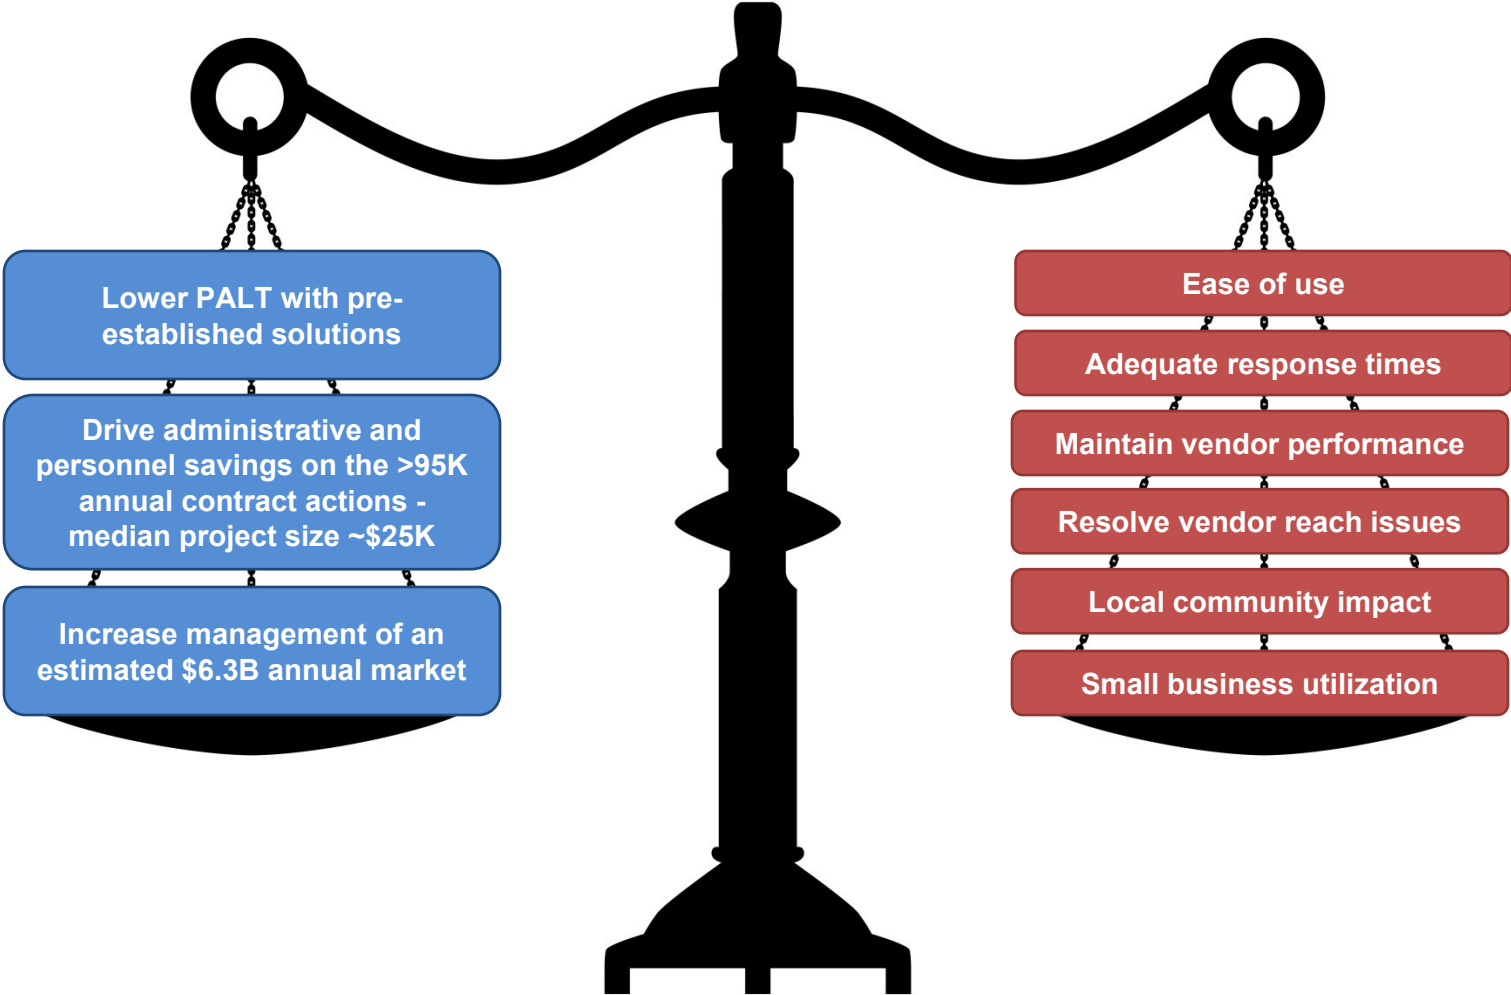 Lower PALT with pre-
established solutions
Drive administrative and
personnel savings on the >95K
annual contract actions -
median project size ~$25K
Increase management of an
estimated $6.3B annual market
Ease of use
Adequate response times
Maintain vendor performance
Resolve vendor reach issues
Local community impact
Small business utilization